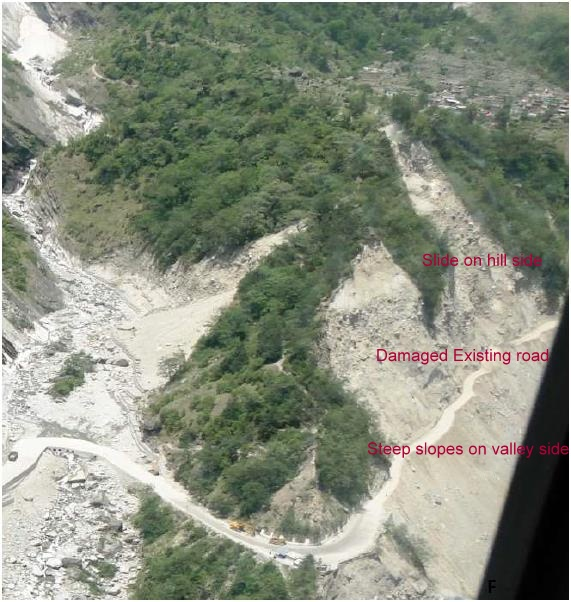 Slide on hill side
Damaged Existing road
Steep slopes on valley side
F